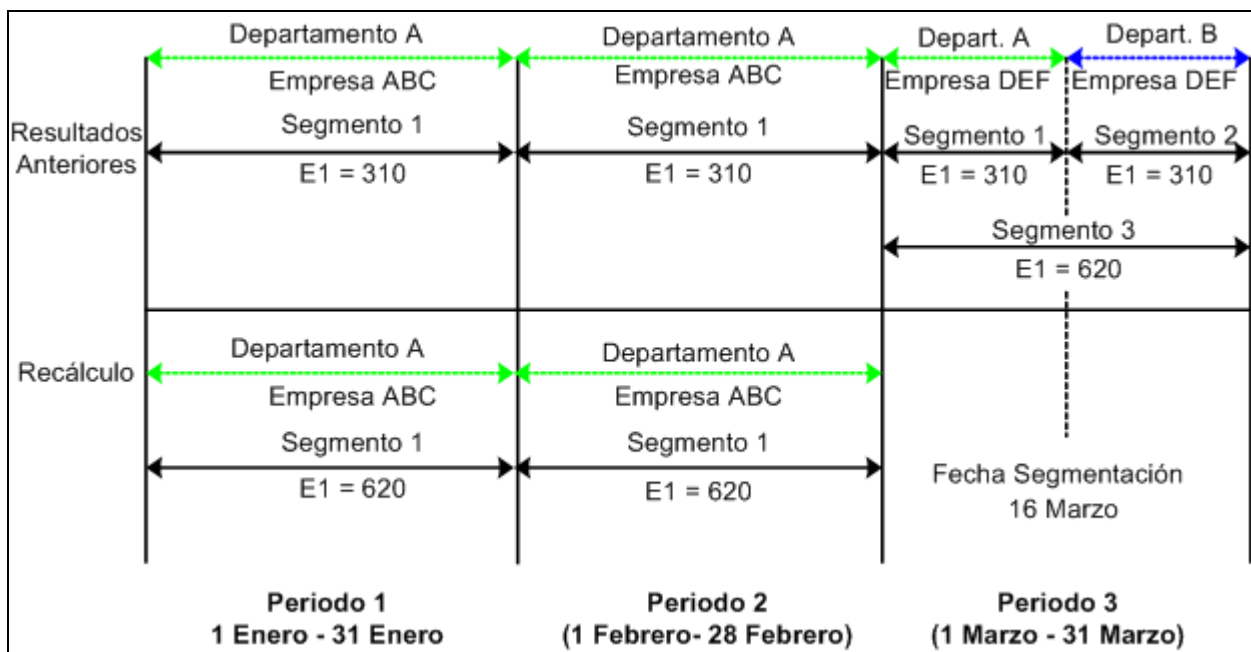 Departamento A
Departamento A
Depart. A
Depart. B
Empresa ABC
Empresa ABC
Empresa DEF
Empresa DEF
Resultados
Anteriores
Segmento 1
Segmento 1
Segmento 1
Segmento 2
E1 = 310
E1 = 310
E1 = 310
E1 = 310
Segmento 3
E1 = 620
Recálculo
Departamento A
Departamento A
Empresa ABC
Empresa ABC
Segmento 1
Segmento 1
E1 = 620
E1 = 620
Fecha Segmentación
16 Marzo
Periodo 1
1 Enero - 31 Enero
Periodo 2
(1 Febrero- 28 Febrero)
Periodo 3
(1 Marzo - 31 Marzo)